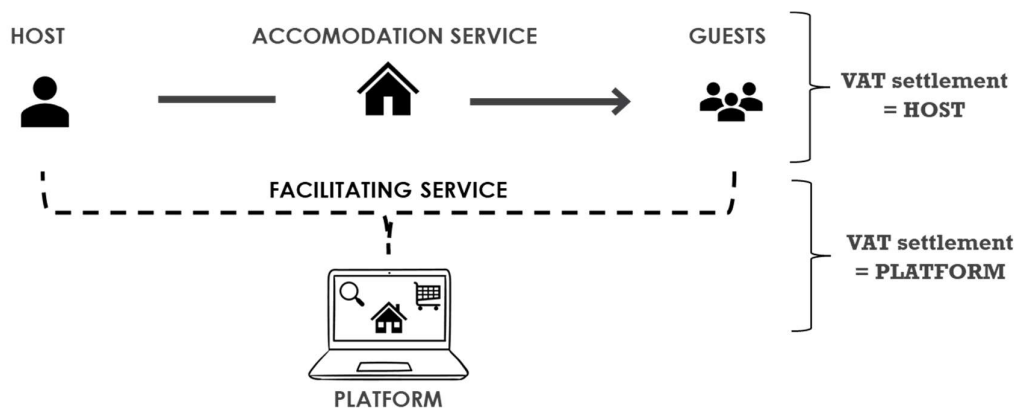 HOST
ACCOMODATION SERVICE
GUESTS
VAT settlement
= HOST
FACILITATING SERVICE
VAT settlement
= PLATFORM
PLATFORM